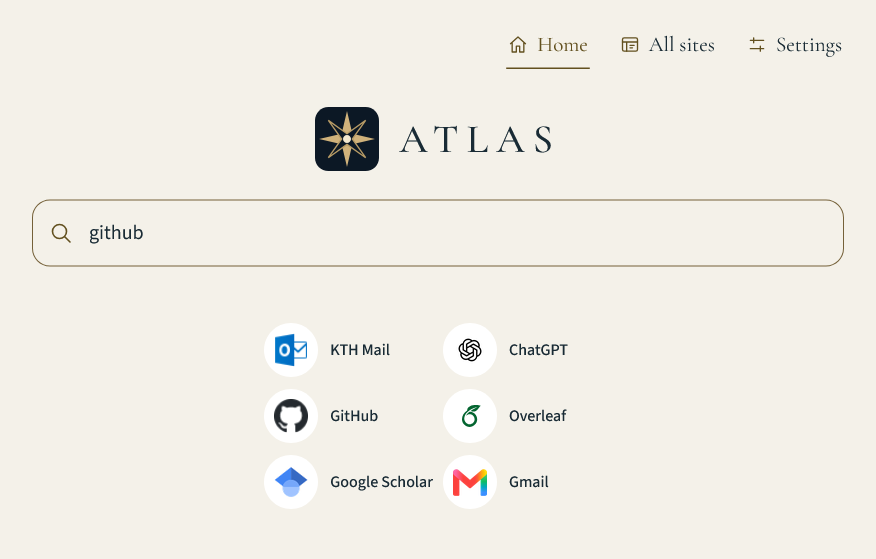 Home All sites Settings
ATLAS
github
KTH Mail ChatGPT
GitHub Overleaf
Google Scholar Gmail